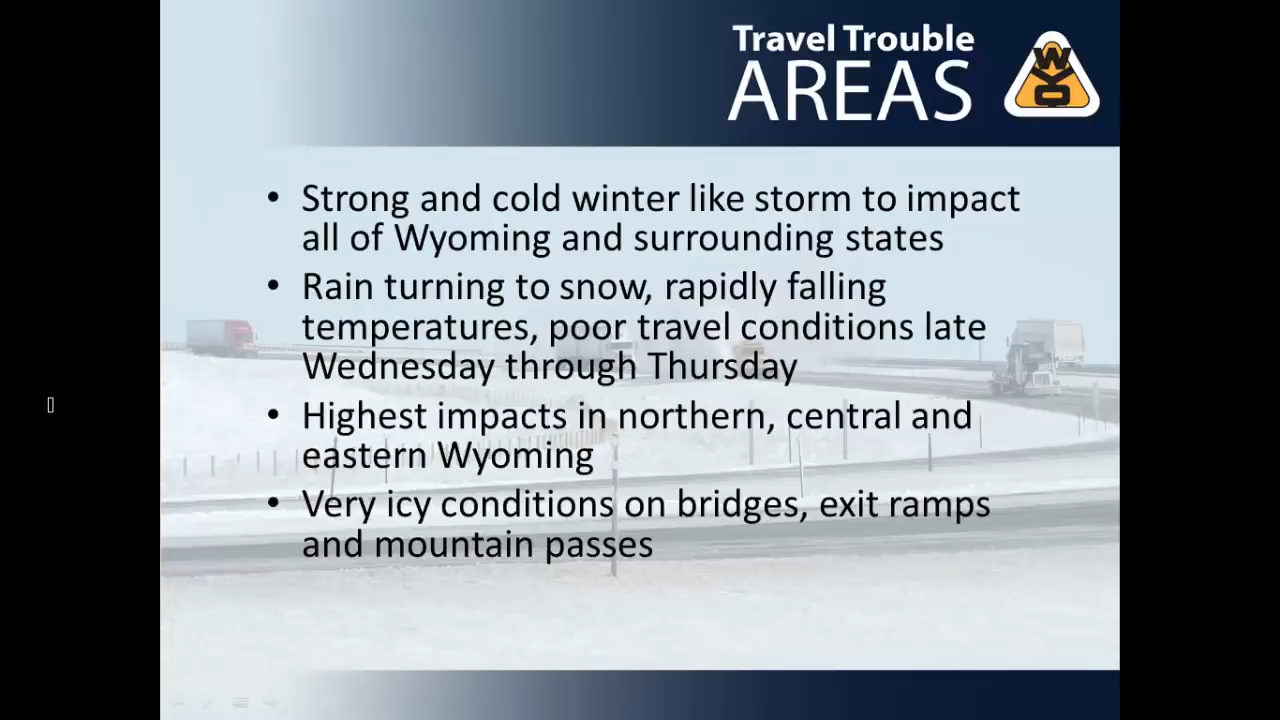 Travel Trouble
AREAS
WYO
• Strong and cold winter like storm to impact
all of Wyoming and surrounding states
• Rain turning to snow, rapidly falling
temperatures, poor travel conditions late
Wednesday through Thursday
• Highest impacts in northern, central and
eastern Wyoming
• Very icy conditions on bridges, exit ramps
and mountain passes